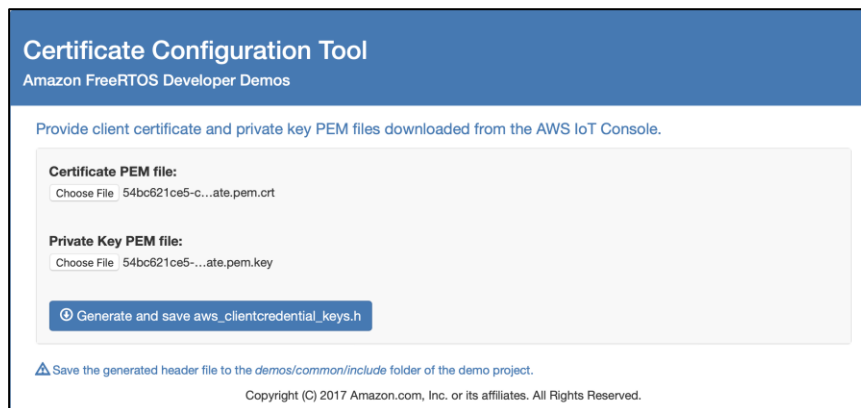 Certificate Configuration Tool
Amazon FreeRTOS Developer Demos
Provide client certificate and private key PEM files downloaded from the AWS IoT Console.
Certificate PEM file:
Choose File 54bc621ce5-c…ate.pem.crt
Private Key PEM file:
Choose File 54bc621ce5-…ate.pem.key
Generate and save aws_clientcredential_keys.h
Save the generated header file to the demos/common/include folder of the demo project.
Copyright (C) 2017 Amazon.com, Inc. or its affiliates. All Rights Reserved.